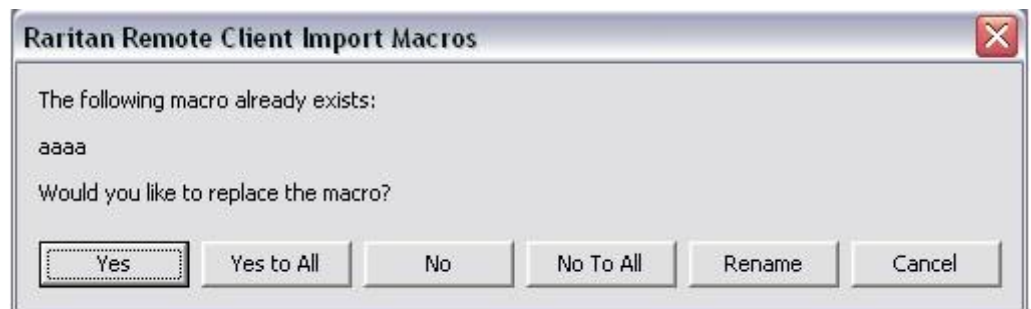 Raritan Remote Client Import Macros
The following macro already exists:
aaaa
Would you like to replace the macro?
Yes Yes to All No No To All Rename Cancel